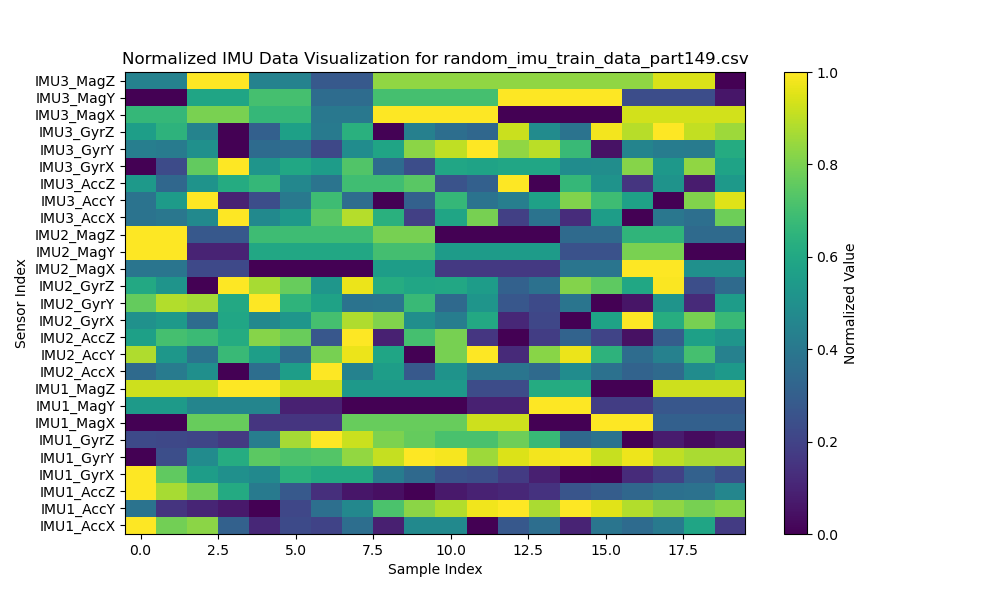 Normalized IMU Data Visualization for random_imu_train_data_part149.csv
IMU3_MagZ
IMU3_MagY
IMU3_MagX
IMU3_GyrZ
IMU3_GyrY
IMU3_GyrX
IMU3_AccZ
IMU3_AccY
IMU3_AccX
IMU2_MagZ
IMU2_MagY
IMU2_MagX
IMU2_GyrZ
IMU2_GyrY
IMU2_GyrX
IMU2_AccZ
IMU2_AccY
IMU2_AccX
IMU1_MagZ
IMU1_MagY
IMU1_MagX
IMU1_GyrZ
IMU1_GyrY
IMU1_GyrX
IMU1_AccZ
IMU1_AccY
IMU1_AccX
Sensor Index
0.0 2.5 5.0 7.5 10.0 12.5 15.0 17.5
Sample Index
1.0
0.8
0.6
0.4
0.2
0.0
Normalized Value